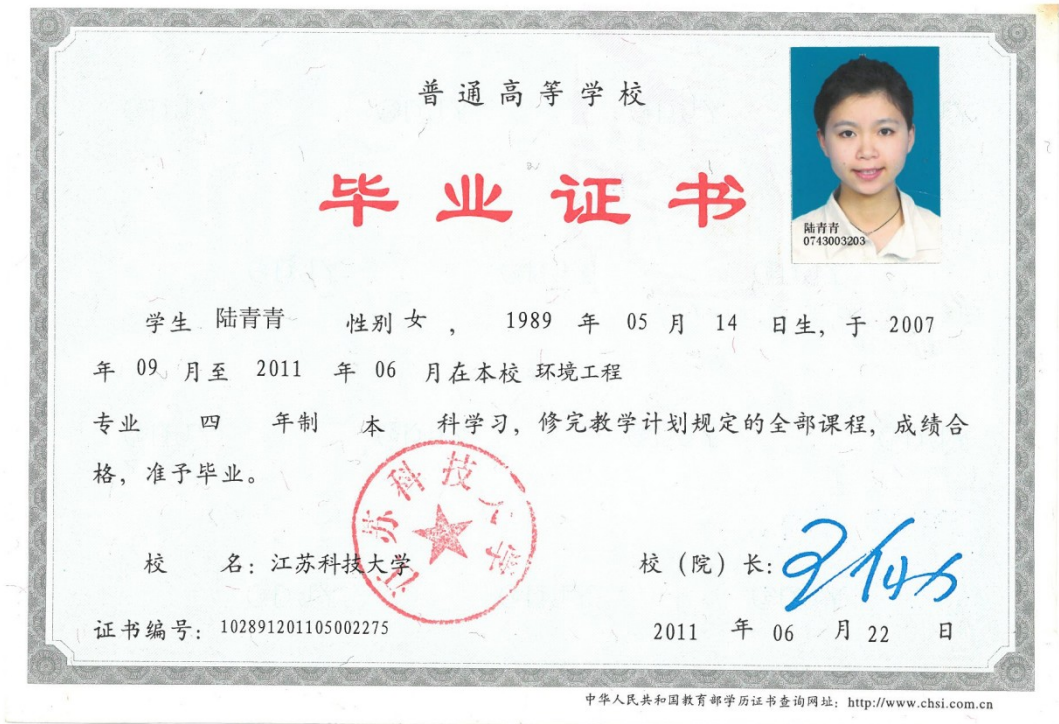 普通高等学校
毕业证书
陆青青
0743003203
学生 陆青青 性别 女 , 1989 年 05 月 14 日生, 于 2007
年 09 月至 2011 年 06 月在本校 环境工程
专业 四 年制 本 科学习, 修完教学计划规定的全部课程, 成绩合
格, 准予毕业。
江苏科技大学
校 名: 江苏科技大学 校(院)长:
证书编号: 102891201105002275 2011 年 06 月 22 日
中华人民共和国教育部学历证书查询网址: http://www.chsi.com.cn